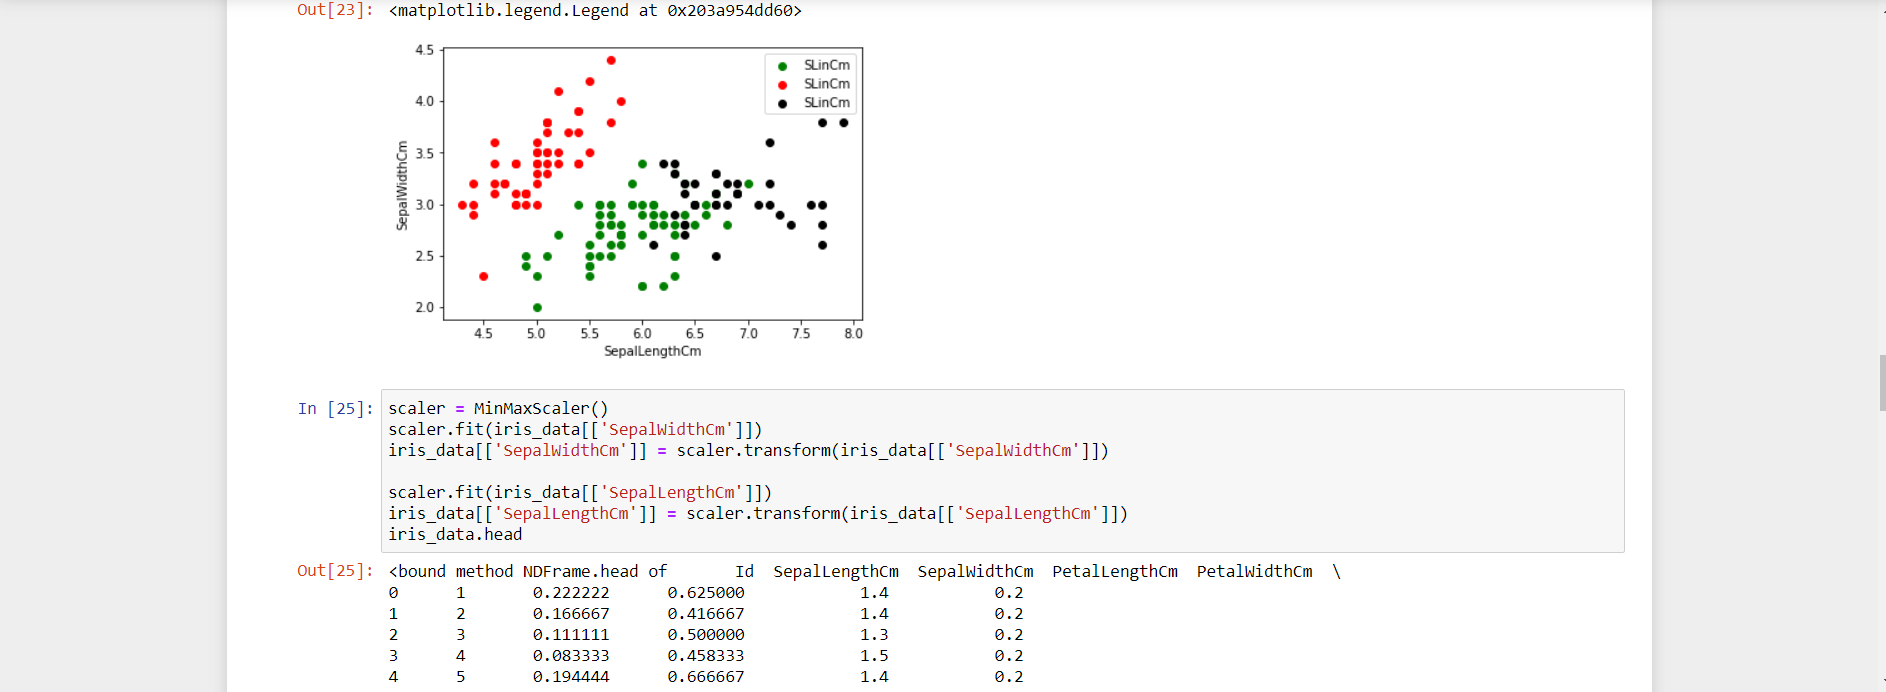 Out[23]: <matplotlib.legend.Legend at 0x203a954dd60>
4.5
4.0
3.5
3.0
2.5
2.0
SepalWidthCm
SLinCm
SLinCm
SLinCm
4.5 5.0 5.5 6.0 6.5 7.0 7.5 8.0
SepalLengthCm
In [25]: scaler = MinMaxScaler()
scaler.fit(iris_data[['SepalWidthCm']])
iris_data[['SepalWidthCm']] = scaler.transform(iris_data[['SepalWidthCm']])
scaler.fit(iris_data[['SepalLengthCm']])
iris_data[['SepalLengthCm']] = scaler.transform(iris_data[['SepalLengthCm']])
iris_data.head
Out[25]: <bound method NDFrame.head of Id SepalLengthCm SepalWidthCm PetalLengthCm PetalWidthCm \
0 1 0.222222 0.625000 1.4 0.2
1 2 0.166667 0.416667 1.4 0.2
2 3 0.111111 0.500000 1.3 0.2
3 4 0.083333 0.458333 1.5 0.2
4 5 0.194444 0.666667 1.4 0.2